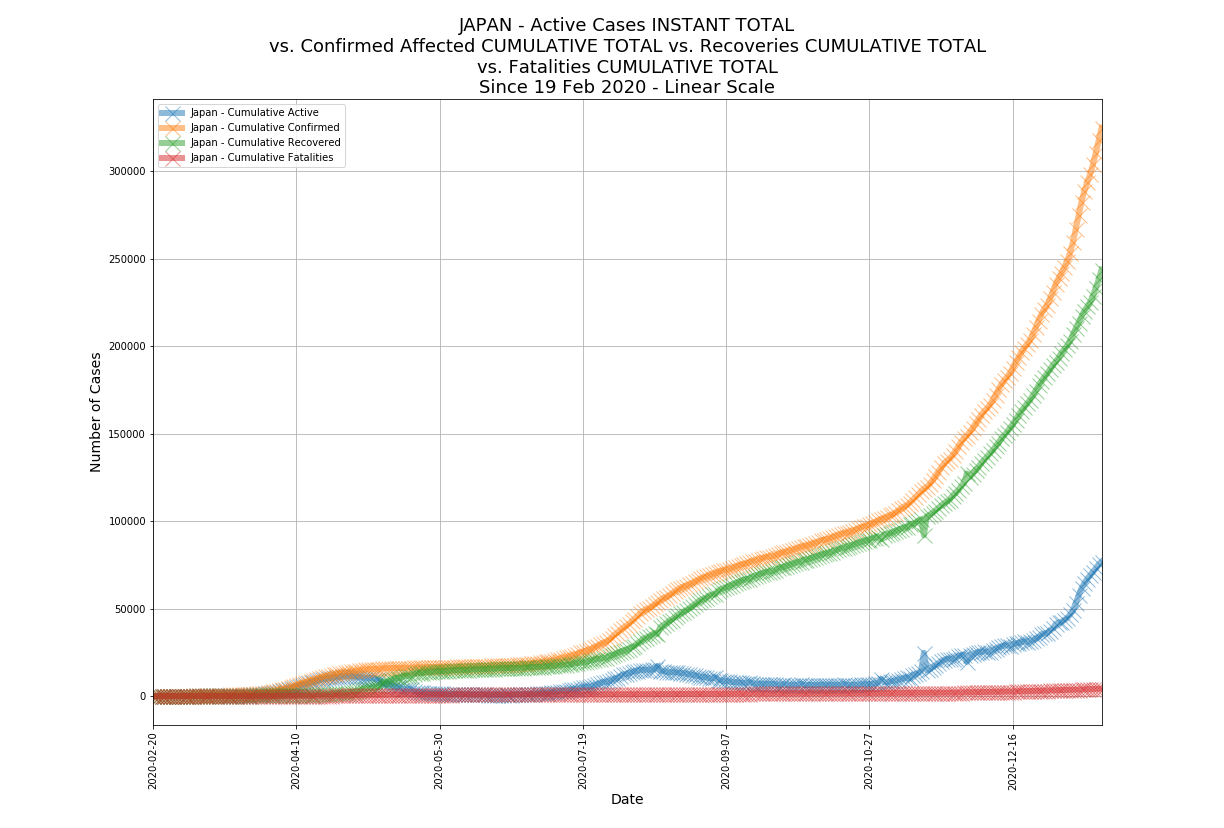 JAPAN - Active Cases INSTANT TOTAL
vs. Confirmed Affected CUMULATIVE TOTAL vs. Recoveries CUMULATIVE TOTAL
vs. Fatalities CUMULATIVE TOTAL
Since 19 Feb 2020 - Linear Scale
Japan - Cumulative Active
Japan - Cumulative Confirmed
Japan - Cumulative Recovered
Japan - Cumulative Fatalities
Number of Cases
300000
250000
200000
150000
100000
50000
0
2020-02-20
2020-04-10
2020-05-30
2020-07-19
2020-09-07
2020-10-27
2020-12-16
Date